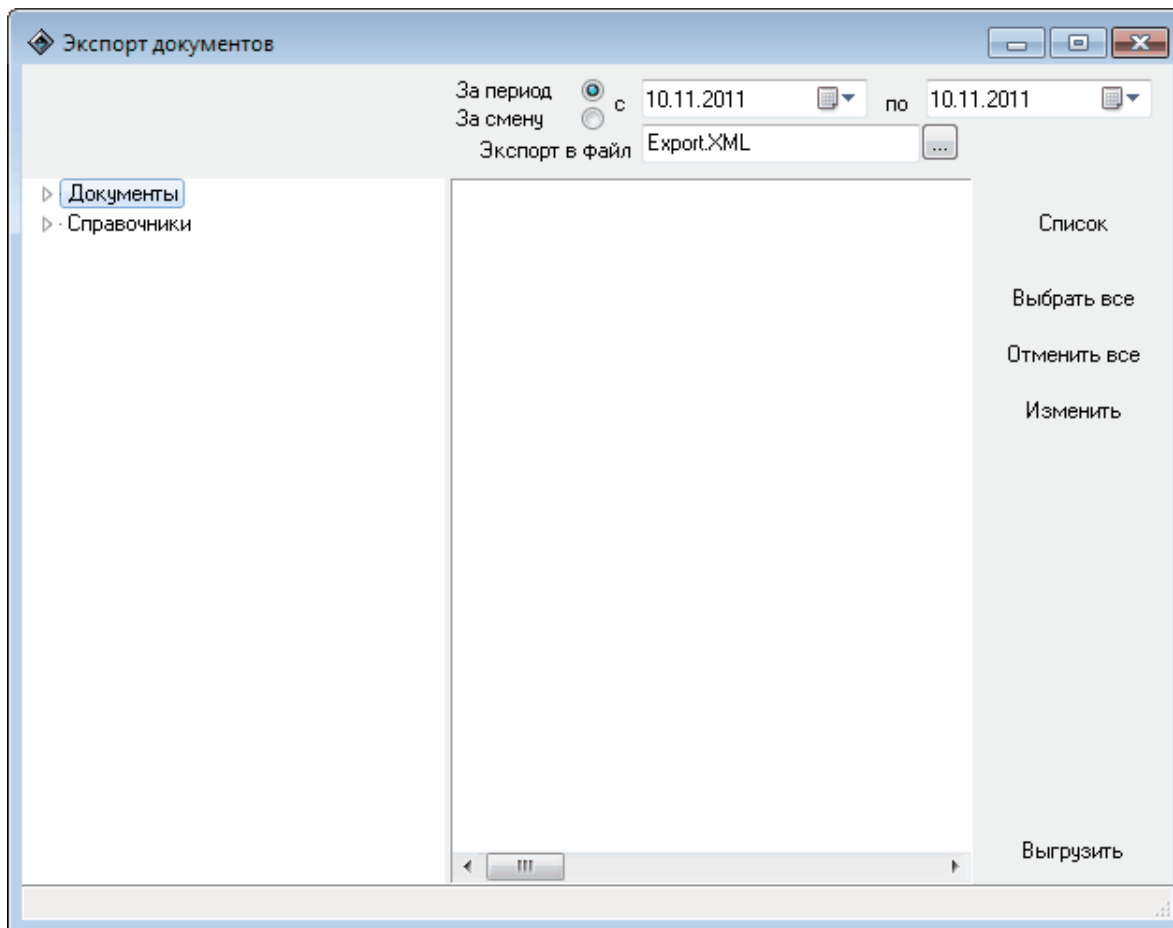 Экспорт документов
За период с 10.11.2011 по 10.11.2011
За смену
Экспорт в файл Export.XML ...
Документы
Справочники
Список
Выбрать все
Отменить все
Изменить
Выгрузить